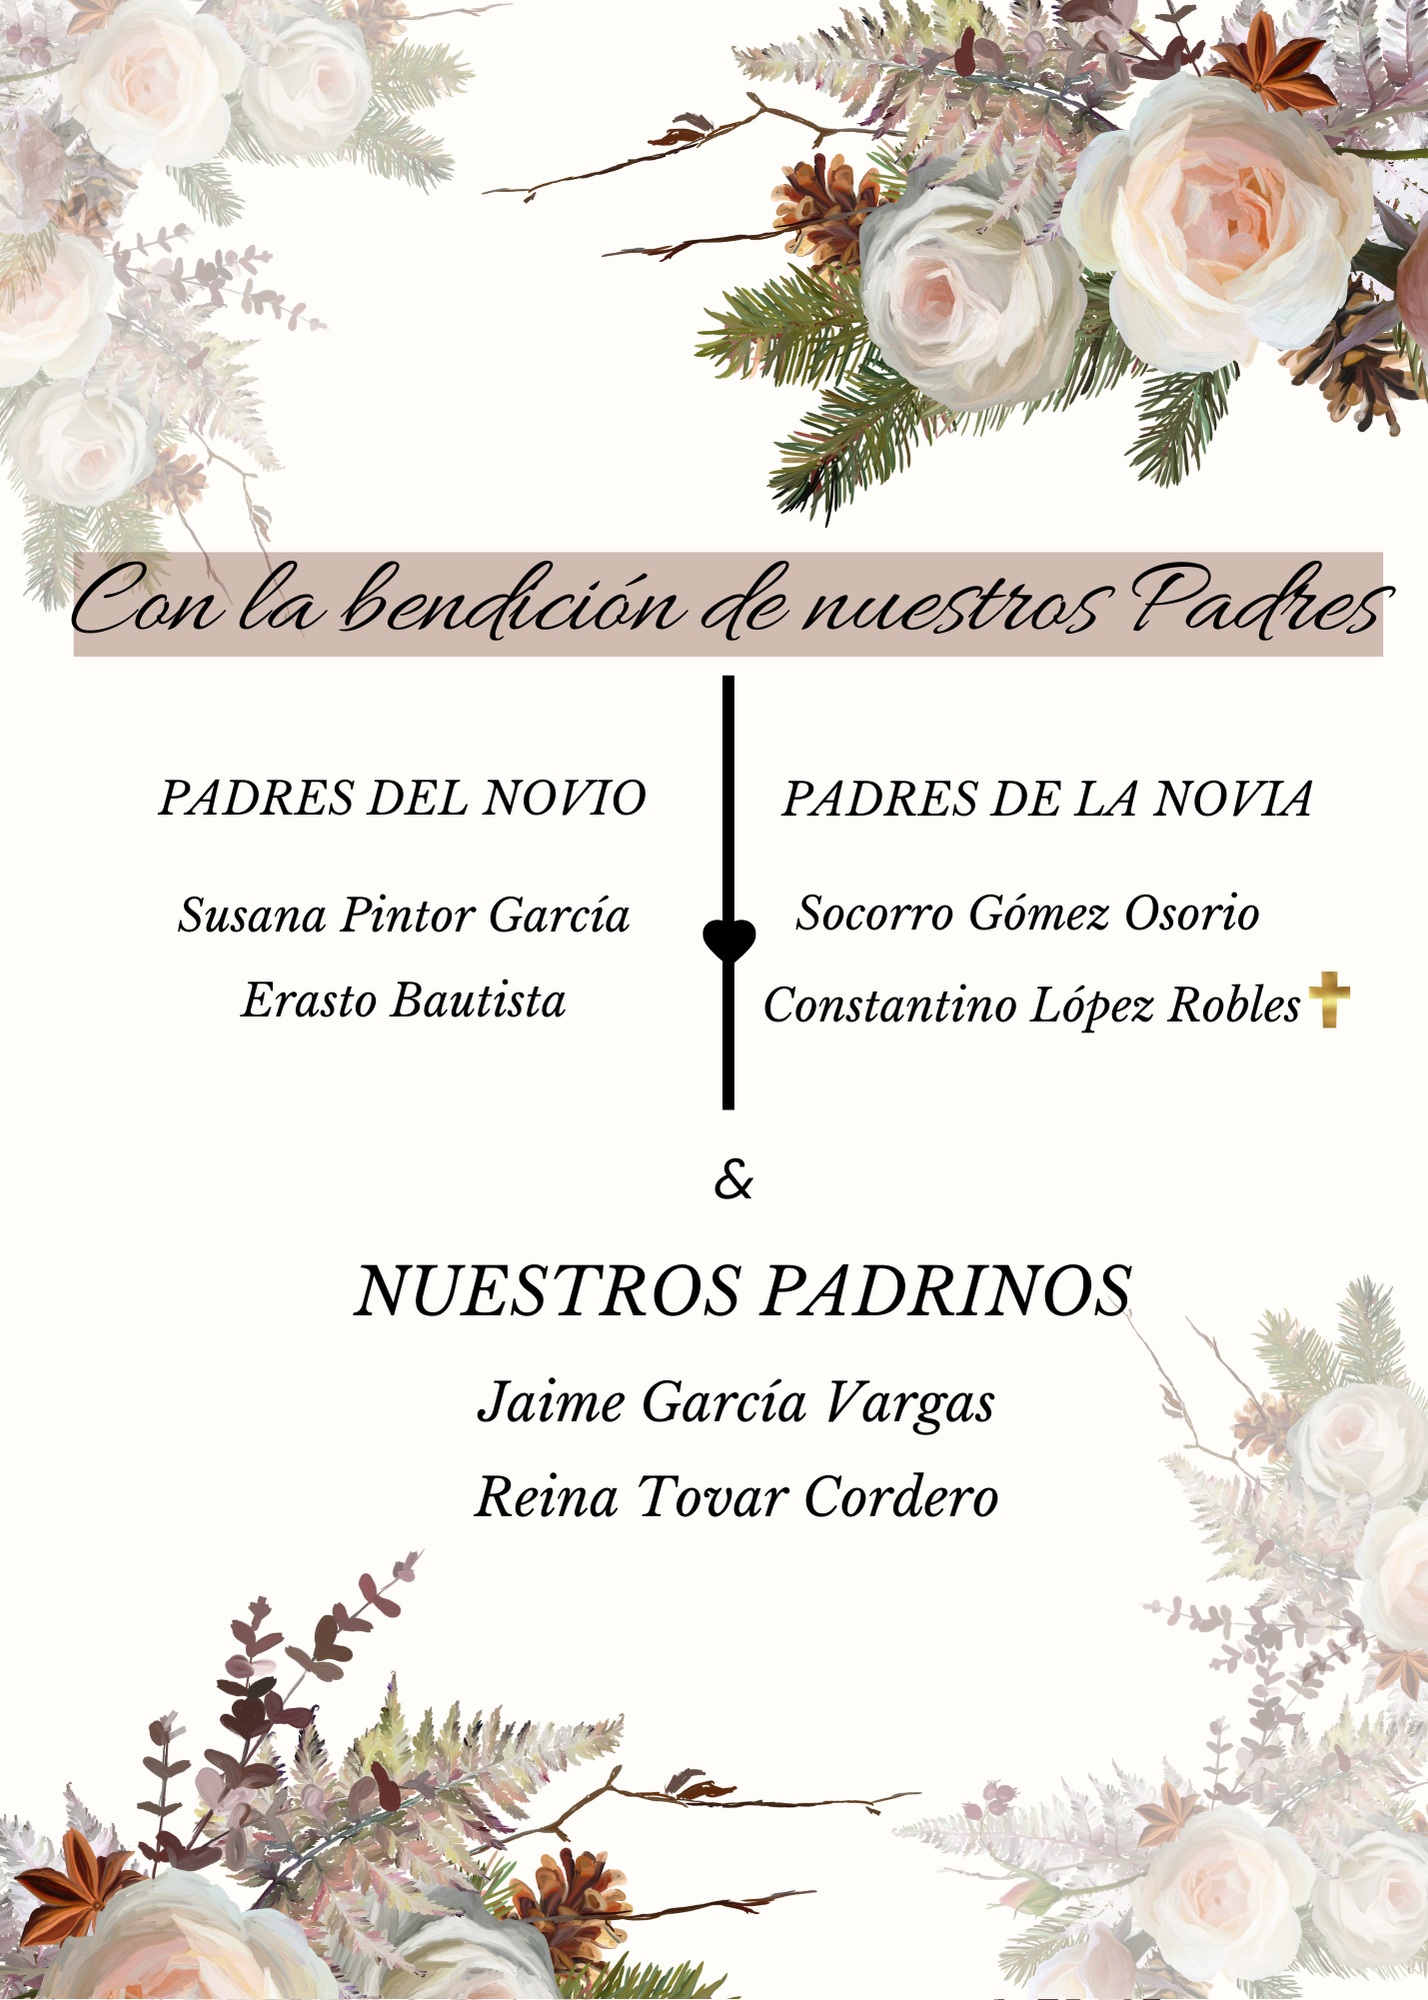 Con la bendición de nuestros Padres
PADRES DEL NOVIO
Susana Pintor García
Erasto Bautista
PADRES DE LA NOVIA
Socorro Gómez Osorio
Constantino López Robles
&
NUESTROS PADRINOS
Jaime García Vargas
Reina Tovar Cordero